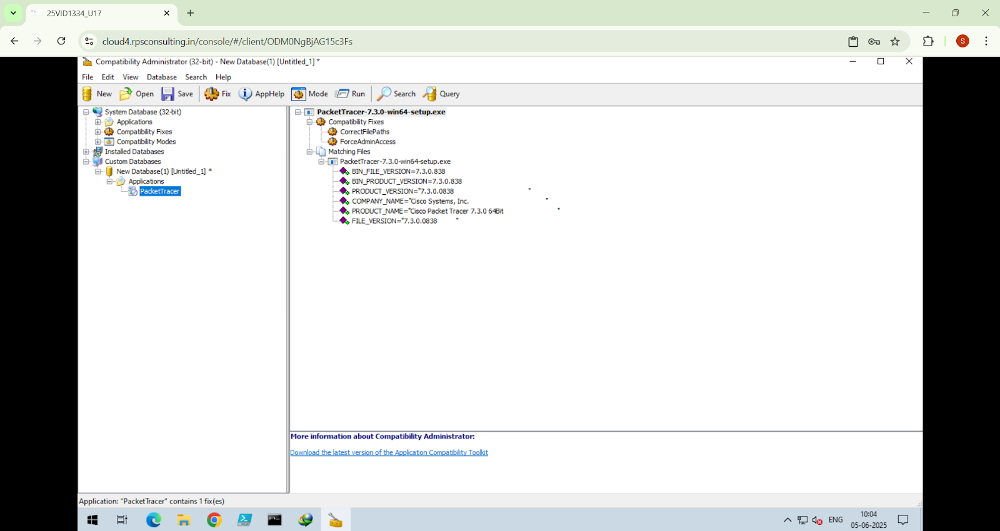 25VID1334_U17
cloud4.rpsconsulting.in/console/#/client/ODM0NgBjAG15c3Fs
S
Compatibility Administrator (32-bit) - New Database(1) [Untitled_1] *
File Edit View Database Search Help
New Open Save Fix AppHelp Mode Run Search Query
System Database (32-bit)
Applications
Compatibility Fixes
Compatibility Modes
Installed Databases
Custom Databases
New Database(1) [Untitled_1] *
Applications
PacketTracer
PacketTracer-7.3.0-win64-setup.exe
Compatibility Fixes
CorrectFilePaths
ForceAdminAccess
Matching Files
PacketTracer-7.3.0-win64-setup.exe
BIN_FILE_VERSION=7.3.0.838
BIN_PRODUCT_VERSION=7.3.0.838
PRODUCT_VERSION="7.3.0.0838 "
COMPANY_NAME="Cisco Systems, Inc. "
PRODUCT_NAME="Cisco Packet Tracer 7.3.0 64Bit "
FILE_VERSION="7.3.0.0838 "
More information about Compatibility Administrator:
Download the latest version of the Application Compatibility Toolkit
Application: "PacketTracer" contains 1 fix(es)
ENG
10:04
05-06-2025